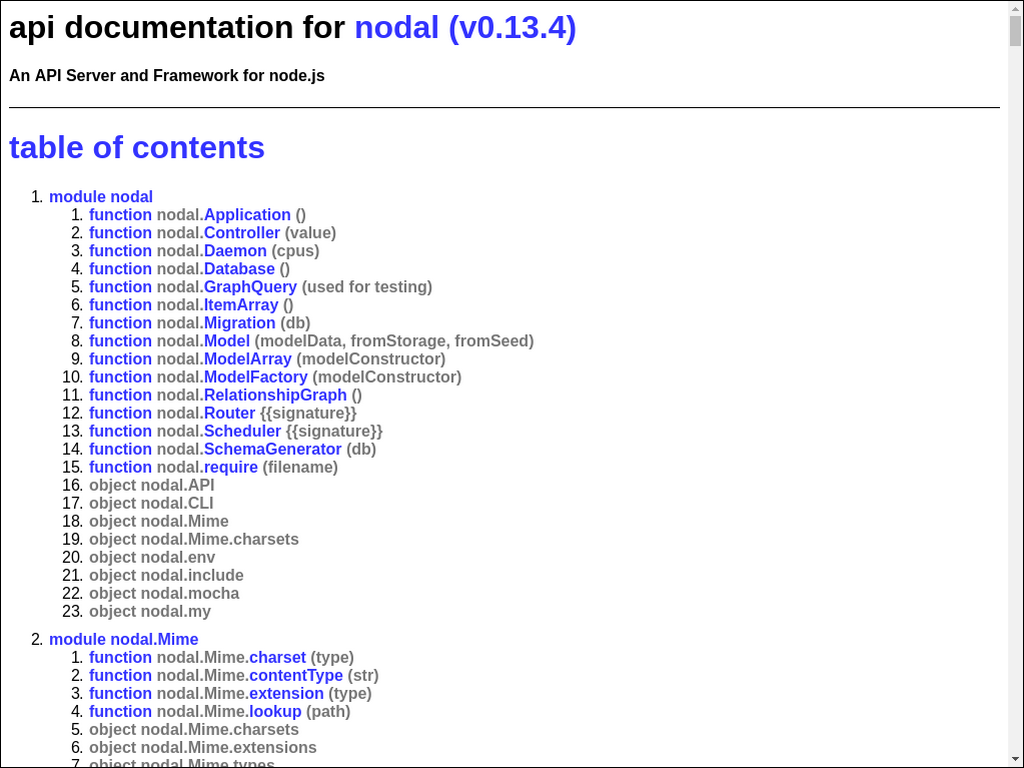 api documentation for nodal (v0.13.4)
An API Server and Framework for node.js
table of contents
1. module nodal
1. function nodal.Application ()
2. function nodal.Controller (value)
3. function nodal.Daemon (cpus)
4. function nodal.Database ()
5. function nodal.GraphQuery (used for testing)
6. function nodal.ItemArray ()
7. function nodal.Migration (db)
8. function nodal.Model (modelData, fromStorage, fromSeed)
9. function nodal.ModelArray (modelConstructor)
10. function nodal.ModelFactory (modelConstructor)
11. function nodal.RelationshipGraph ()
12. function nodal.Router {{signature}}
13. function nodal.Scheduler {{signature}}
14. function nodal.SchemaGenerator (db)
15. function nodal.require (filename)
16. object nodal.API
17. object nodal.CLI
18. object nodal.Mime
19. object nodal.Mime.charsets
20. object nodal.env
21. object nodal.include
22. object nodal.mocha
23. object nodal.my
2. module nodal.Mime
1. function nodal.Mime.charset (type)
2. function nodal.Mime.contentType (str)
3. function nodal.Mime.extension (type)
4. function nodal.Mime.lookup (path)
5. object nodal.Mime.charsets
6. object nodal.Mime.extensions
7. object nodal.Mime.types